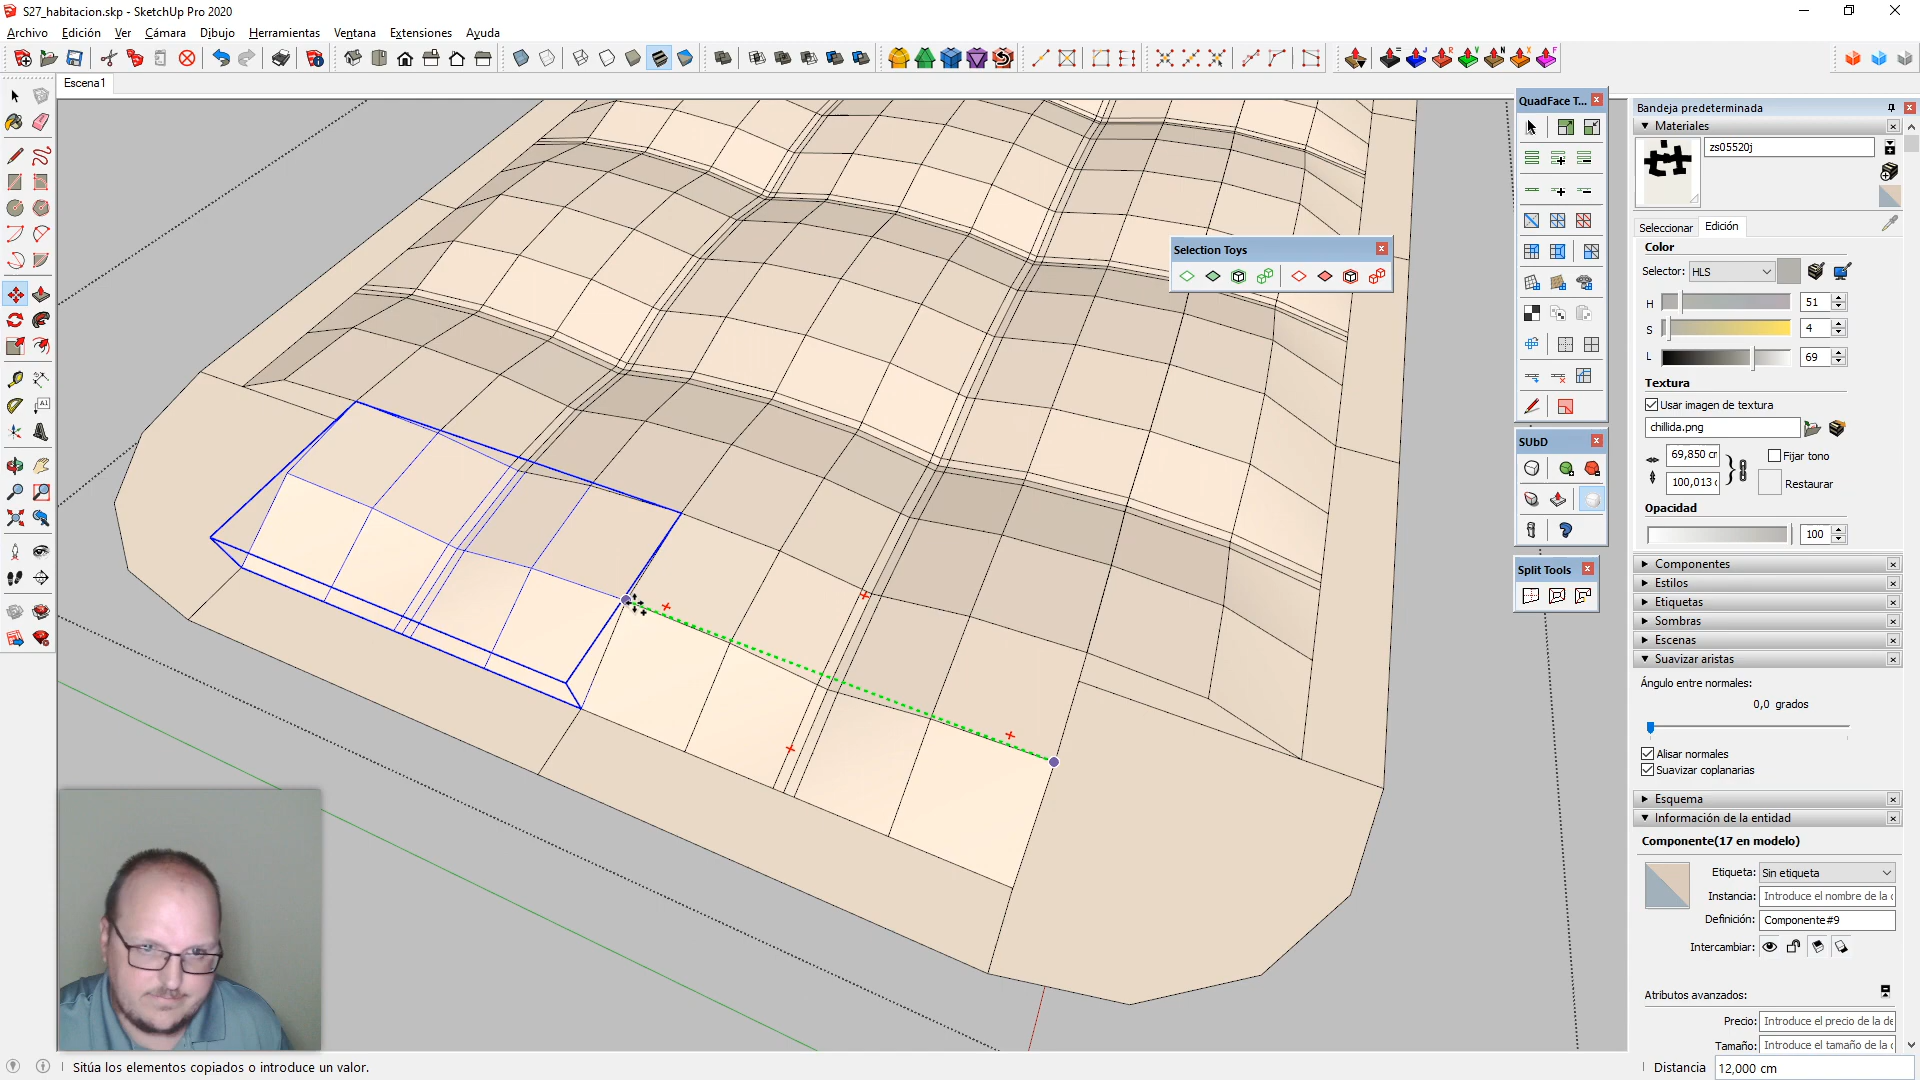 S27_habitacion.skp - SketchUp Pro 2020
Archivo Edición Ver Cámara Dibujo Herramientas Ventana Extensiones Ayuda
Escena1
QuadFace T...
Selection Toys
SUbD
Split Tools
Bandeja predeterminada
Materiales
zs05520j
Seleccionar Edición
Color
Selector: HLS
H 51
S 4
L 69
Textura
Usar imagen de textura
chillida.png
69,850 cr
Fijar tono
100,013 c
Restaurar
Opacidad
100
Componentes
Estilos
Etiquetas
Sombras
Escenas
Suavizar aristas
Ángulo entre normales:
0,0 grados
Alisar normales
Suavizar coplanarias
Esquema
Información de la entidad
Componente(17 en modelo)
Etiqueta: Sin etiqueta
Instancia: Introduce el nombre de la c
Definición: Componente#9
Intercambiar:
Atributos avanzados:
Precio: Introduce el precio de la de
Tamaño: Introduce el tamaño de la c
Sitúa los elementos copiados o introduce un valor.
Distancia 12,000 cm